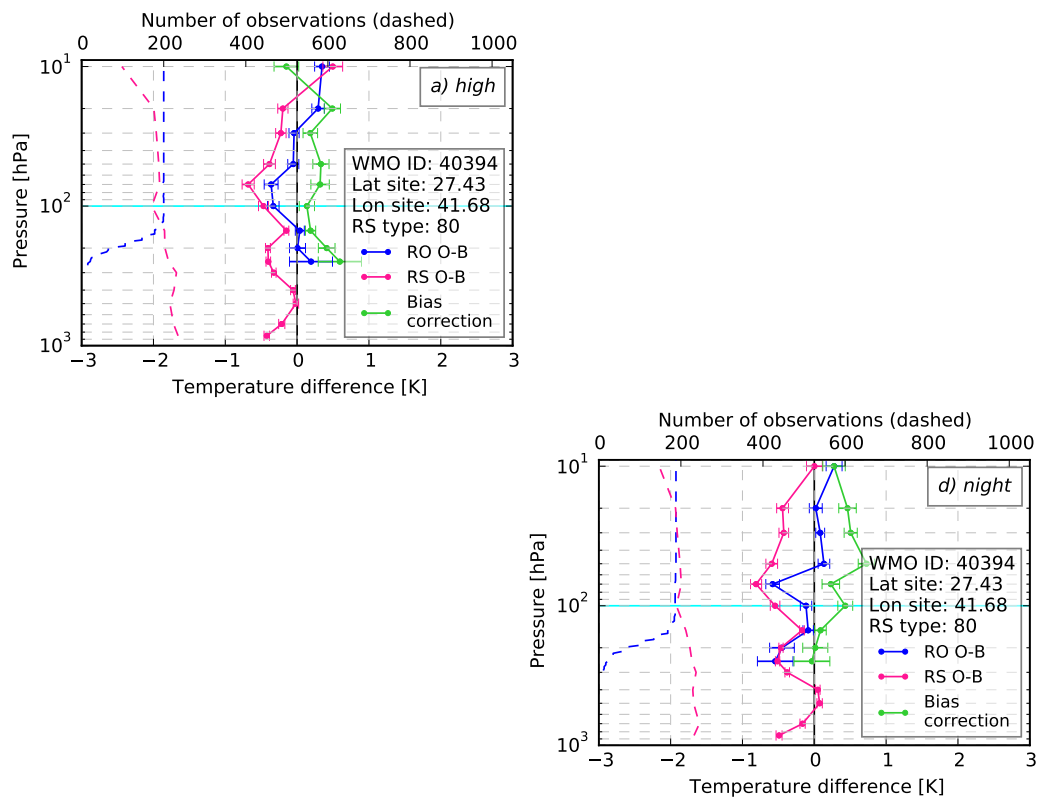 Number of observations (dashed)
0 200 400 600 800 1000
10^1
10^2
10^3
Pressure [hPa]
a) high
WMO ID: 40394
Lat site: 27.43
Lon site: 41.68
RS type: 80
RO O-B
RS O-B
Bias
correction
−3 −2 −1 0 1 2 3
Temperature difference [K]
Number of observations (dashed)
0 200 400 600 800 1000
10^1
10^2
10^3
Pressure [hPa]
d) night
WMO ID: 40394
Lat site: 27.43
Lon site: 41.68
RS type: 80
RO O-B
RS O-B
Bias
correction
−3 −2 −1 0 1 2 3
Temperature difference [K]